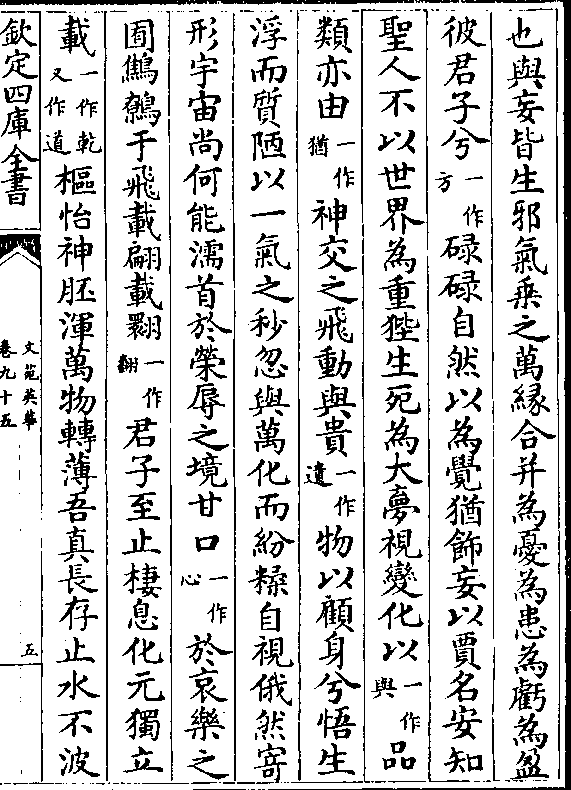 也與妄皆生邪氣乗之萬縁合并為憂為患為虧為盈
彼君子兮一作方碌碌自然以為覺猶飾妄以賈名安知
聖人不以世界為重狴生死為大夢視變化以一作與品
類亦由一作猶神交之飛動與貴一作遺物以顧身兮悟生
浮而質陋以一氣之秒忽與萬化而紛糅自視俄然寄
形宇宙尚何能濡首於榮辱之境甘口一作心於哀樂之
囿鷦鷯于飛載翩載翾一作翻君子至止棲息化元獨立
載一作乾又作道樞怡神胚渾萬物轉薄吾真長存止水不波
欽定四庫全書
文苑英華
卷九十五
五